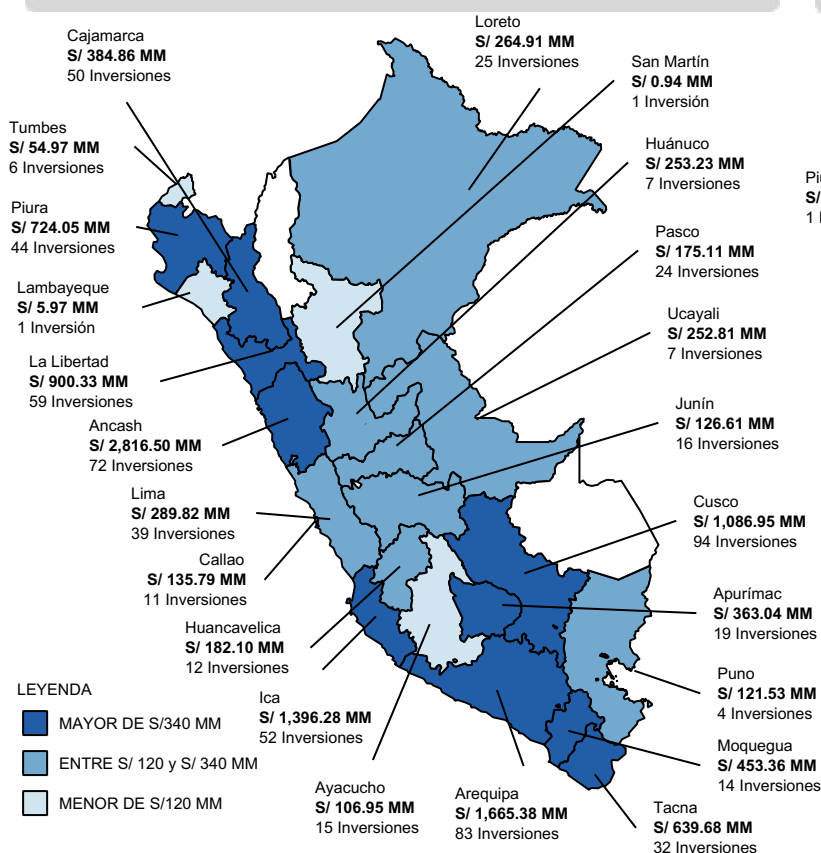 Cajamarca
S/ 384.86 MM
50 Inversiones
Loreto
S/ 264.91 MM
25 Inversiones
San Martín
S/ 0.94 MM
1 Inversión
Tumbes
S/ 54.97 MM
6 Inversiones
Huánuco
S/ 253.23 MM
7 Inversiones
Piura
S/ 724.05 MM
44 Inversiones
Pasco
S/ 175.11 MM
24 Inversiones
Lambayeque
S/ 5.97 MM
1 Inversión
Ucayali
S/ 252.81 MM
7 Inversiones
La Libertad
S/ 900.33 MM
59 Inversiones
Junín
S/ 126.61 MM
16 Inversiones
Ancash
S/ 2,816.50 MM
72 Inversiones
Lima
S/ 289.82 MM
39 Inversiones
Cusco
S/ 1,086.95 MM
94 Inversiones
Callao
S/ 135.79 MM
11 Inversiones
Apurímac
S/ 363.04 MM
19 Inversiones
Huancavelica
S/ 182.10 MM
12 Inversiones
Puno
S/ 121.53 MM
4 Inversiones
Ica
S/ 1,396.28 MM
52 Inversiones
Moquegua
S/ 453.36 MM
14 Inversiones
Ayacucho
S/ 106.95 MM
15 Inversiones
Arequipa
S/ 1,665.38 MM
83 Inversiones
Tacna
S/ 639.68 MM
32 Inversiones
LEYENDA
MAYOR DE S/340 MM
ENTRE S/ 120 y S/ 340 MM
MENOR DE S/120 MM
S/
1